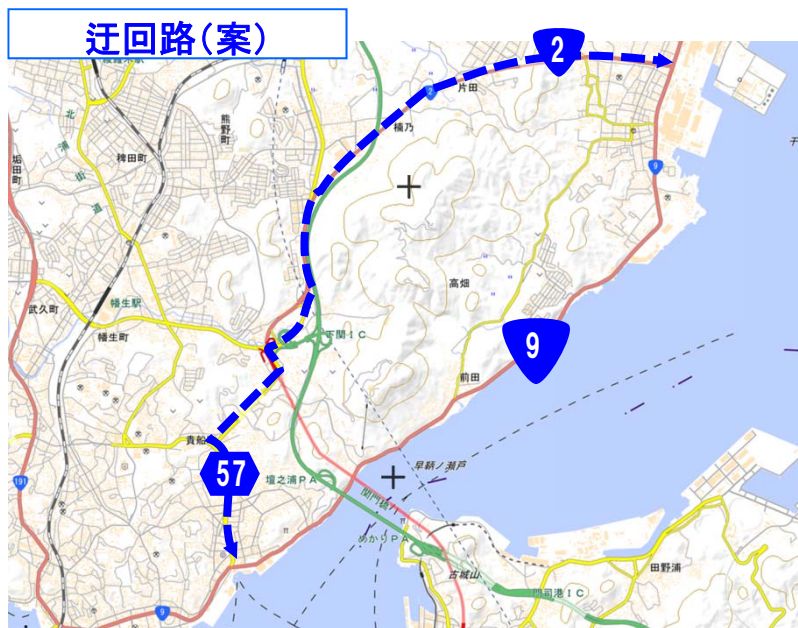 迂回路(案)
2
片田
2
楠乃
熊野町
北浦街道
稗田町
垢田町
9
高畑
幡生駅
武久町
幡生町
下関IC
9
前田
貴船
57
早鞆ノ瀬戸
191
壇之浦PA
関門橋
めかりPA
古城山
田野浦
門司港IC
9